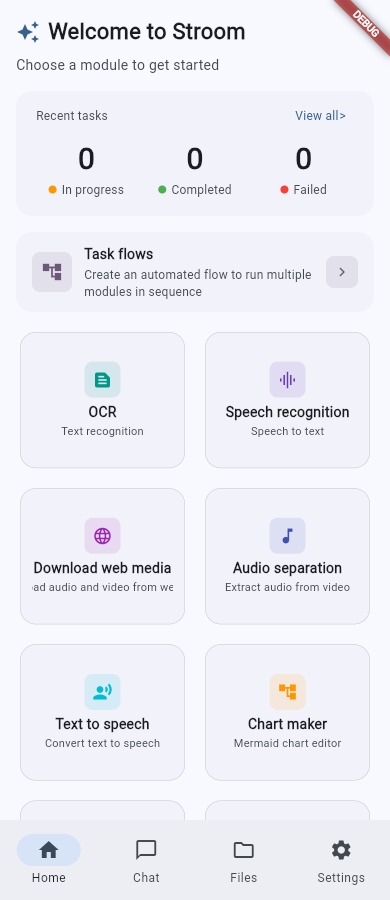 Welcome to Stroom
DEBUG
Choose a module to get started
Recent tasks
View all>
0
0
0
In progress
Completed
Failed
Task flows
Create an automated flow to run multiple
modules in sequence
OCR
Text recognition
Speech recognition
Speech to text
Download web media
audio and video from
Audio separation
Extract audio from video
Text to speech
Convert text to speech
Chart maker
Mermaid chart editor
Home
Chat
Files
Settings